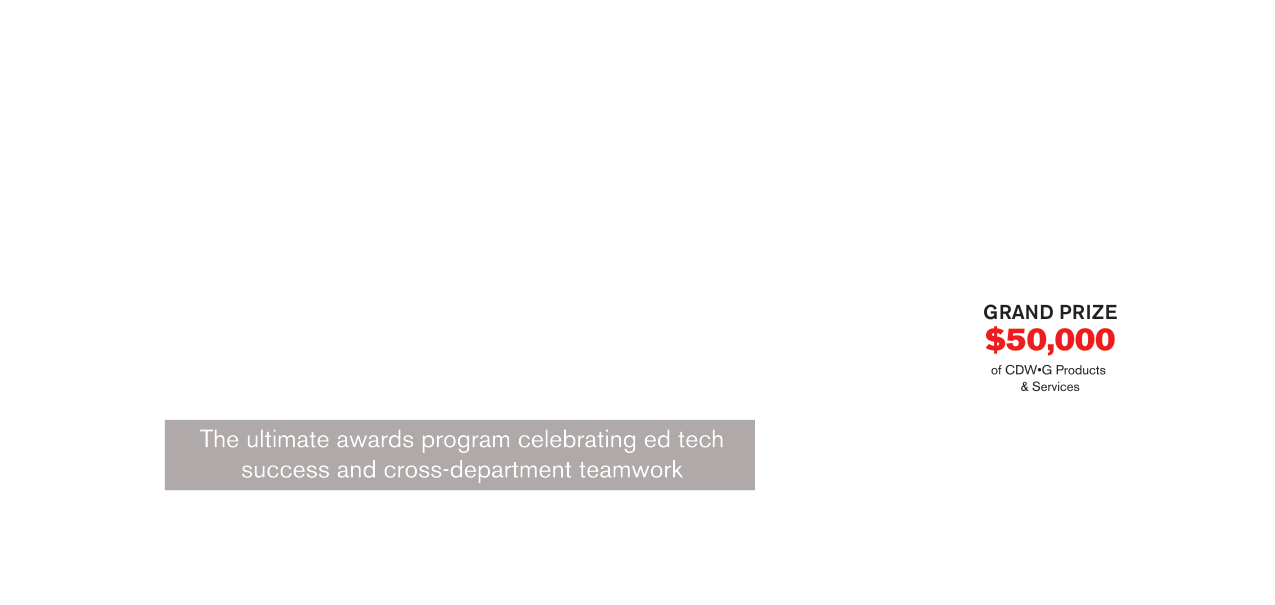 GRAND PRIZE
$50,000
of CDW•G Products
& Services
The ultimate awards program celebrating ed tech
success and cross-department teamwork